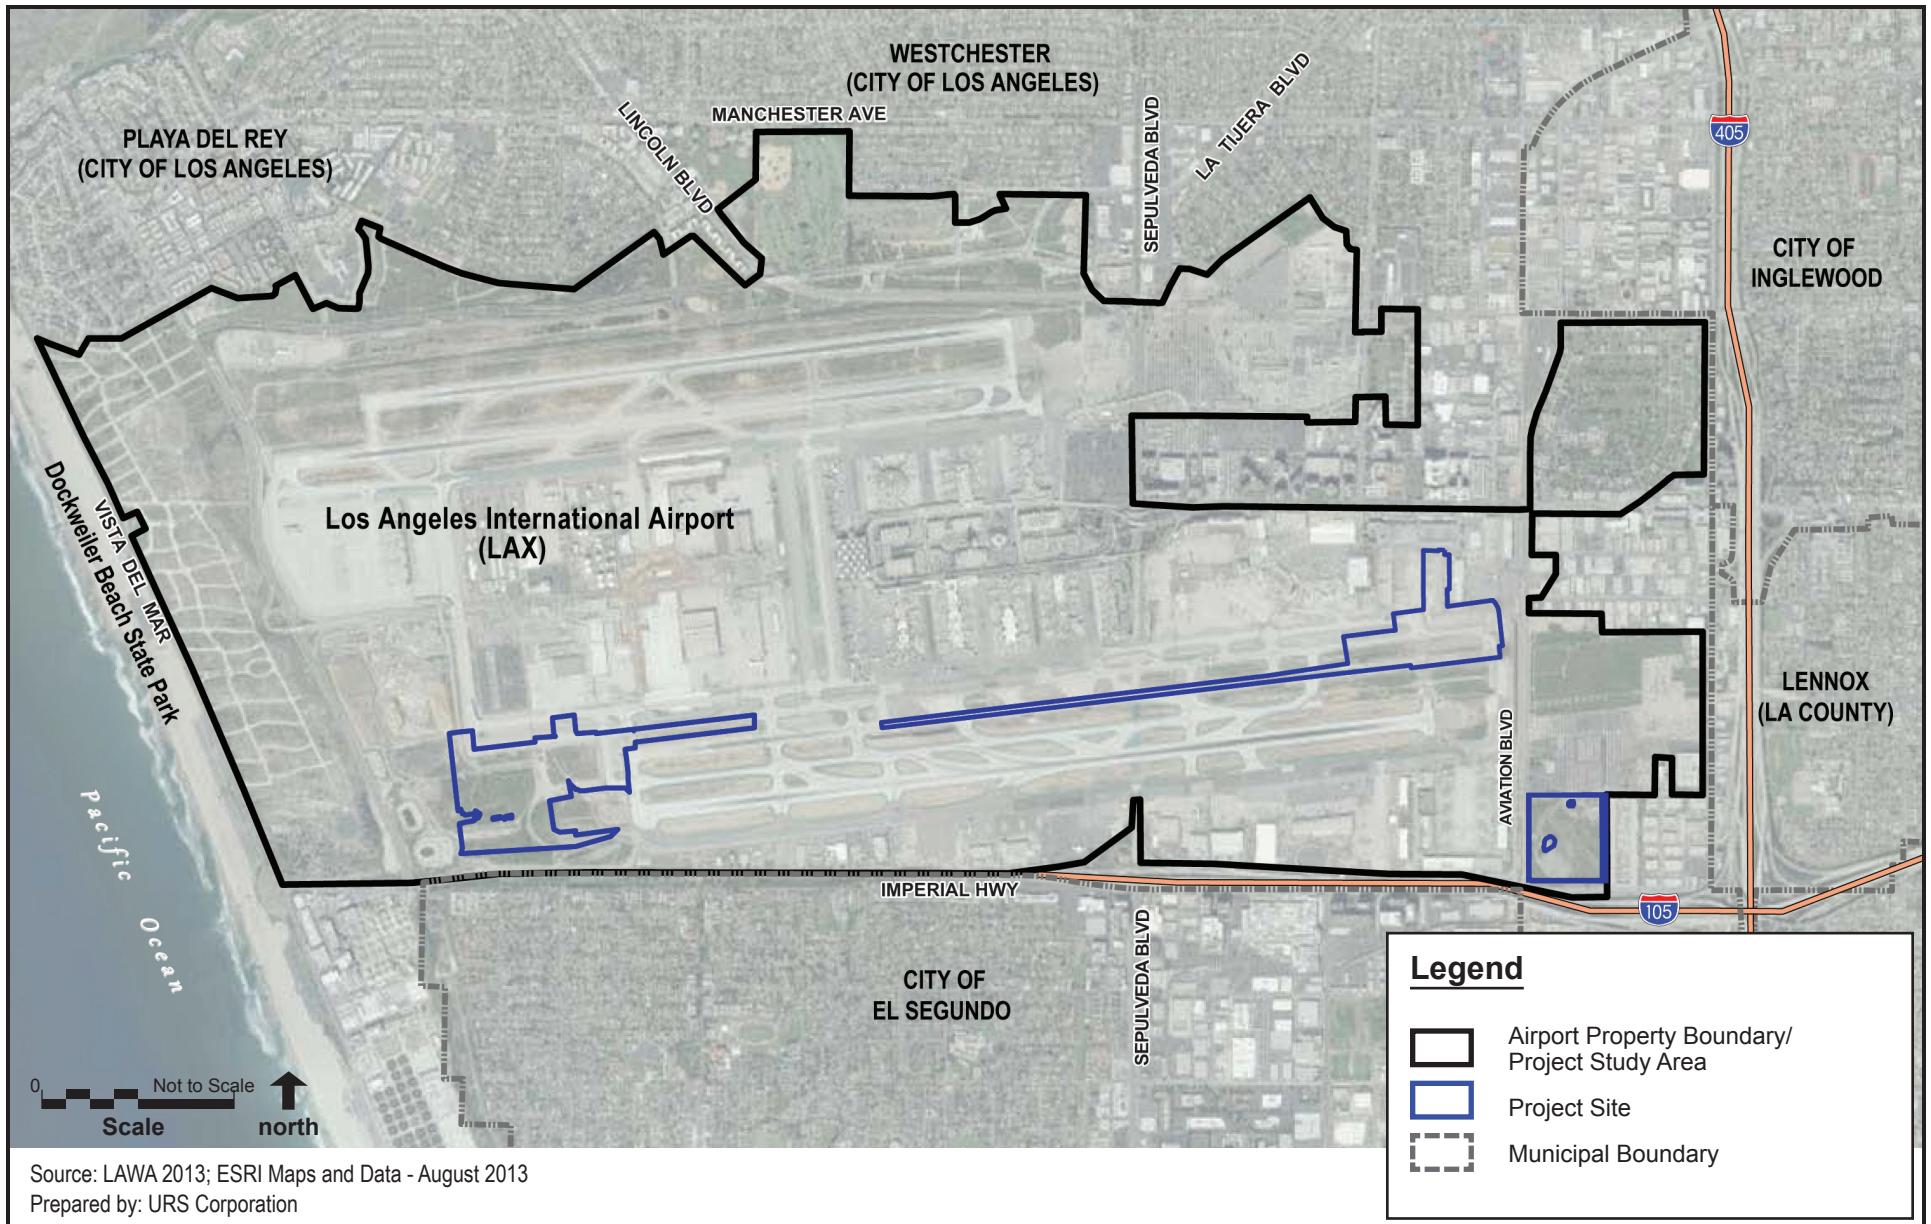 WESTCHESTER
(CITY OF LOS ANGELES)
MANCHESTER AVE
LINCOLN BLVD
SEPULVEDA BLVD
LA TIJERA BLVD
405
PLAYA DEL REY
(CITY OF LOS ANGELES)
CITY OF
INGLEWOOD
Los Angeles International Airport
(LAX)
VISTA DEL MAR
Dockweiler Beach State Park
LENNOX
(LA COUNTY)
AVIATION BLVD
Pacific Ocean
IMPERIAL HWY
105
SEPULVEDA BLVD
CITY OF
EL SEGUNDO
Legend
Airport Property Boundary/
Project Study Area
Project Site
Municipal Boundary
0 Not to Scale
Scale
north
Source: LAWA 2013; ESRI Maps and Data - August 2013
Prepared by: URS Corporation